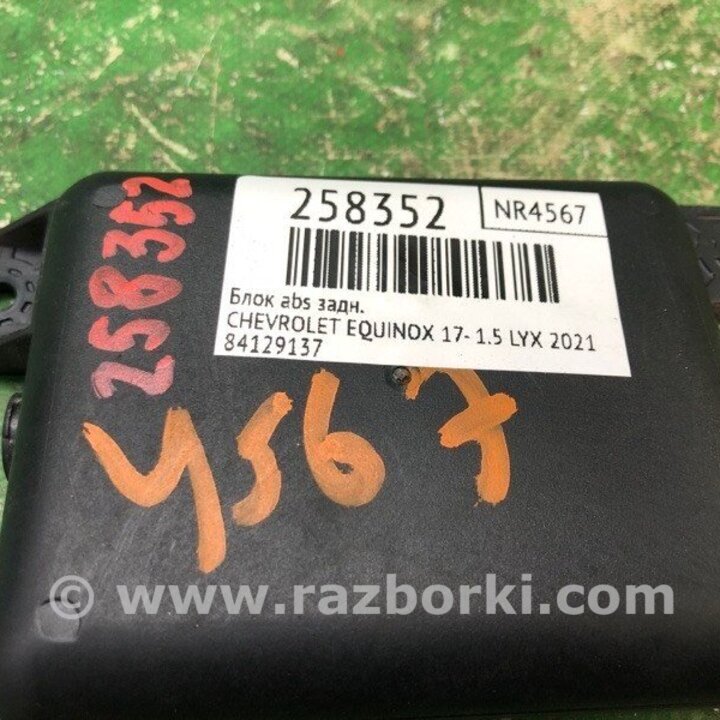 258352
258352
NR4567
Блок abs задн.
CHEVROLET EQUINOX 17- 1.5 LYX 2021
84129137
4567
© www.razborki.com